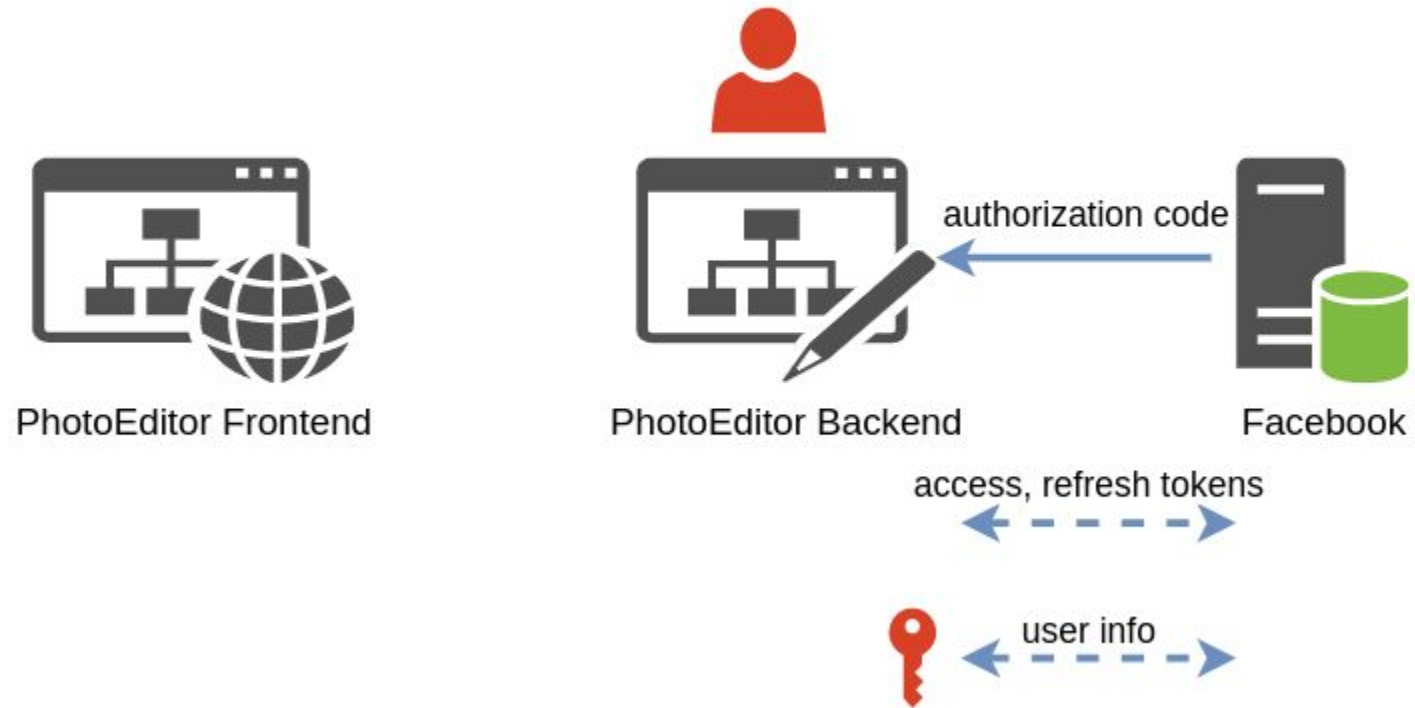 authorization code
PhotoEditor Frontend
PhotoEditor Backend
Facebook
access, refresh tokens
user info